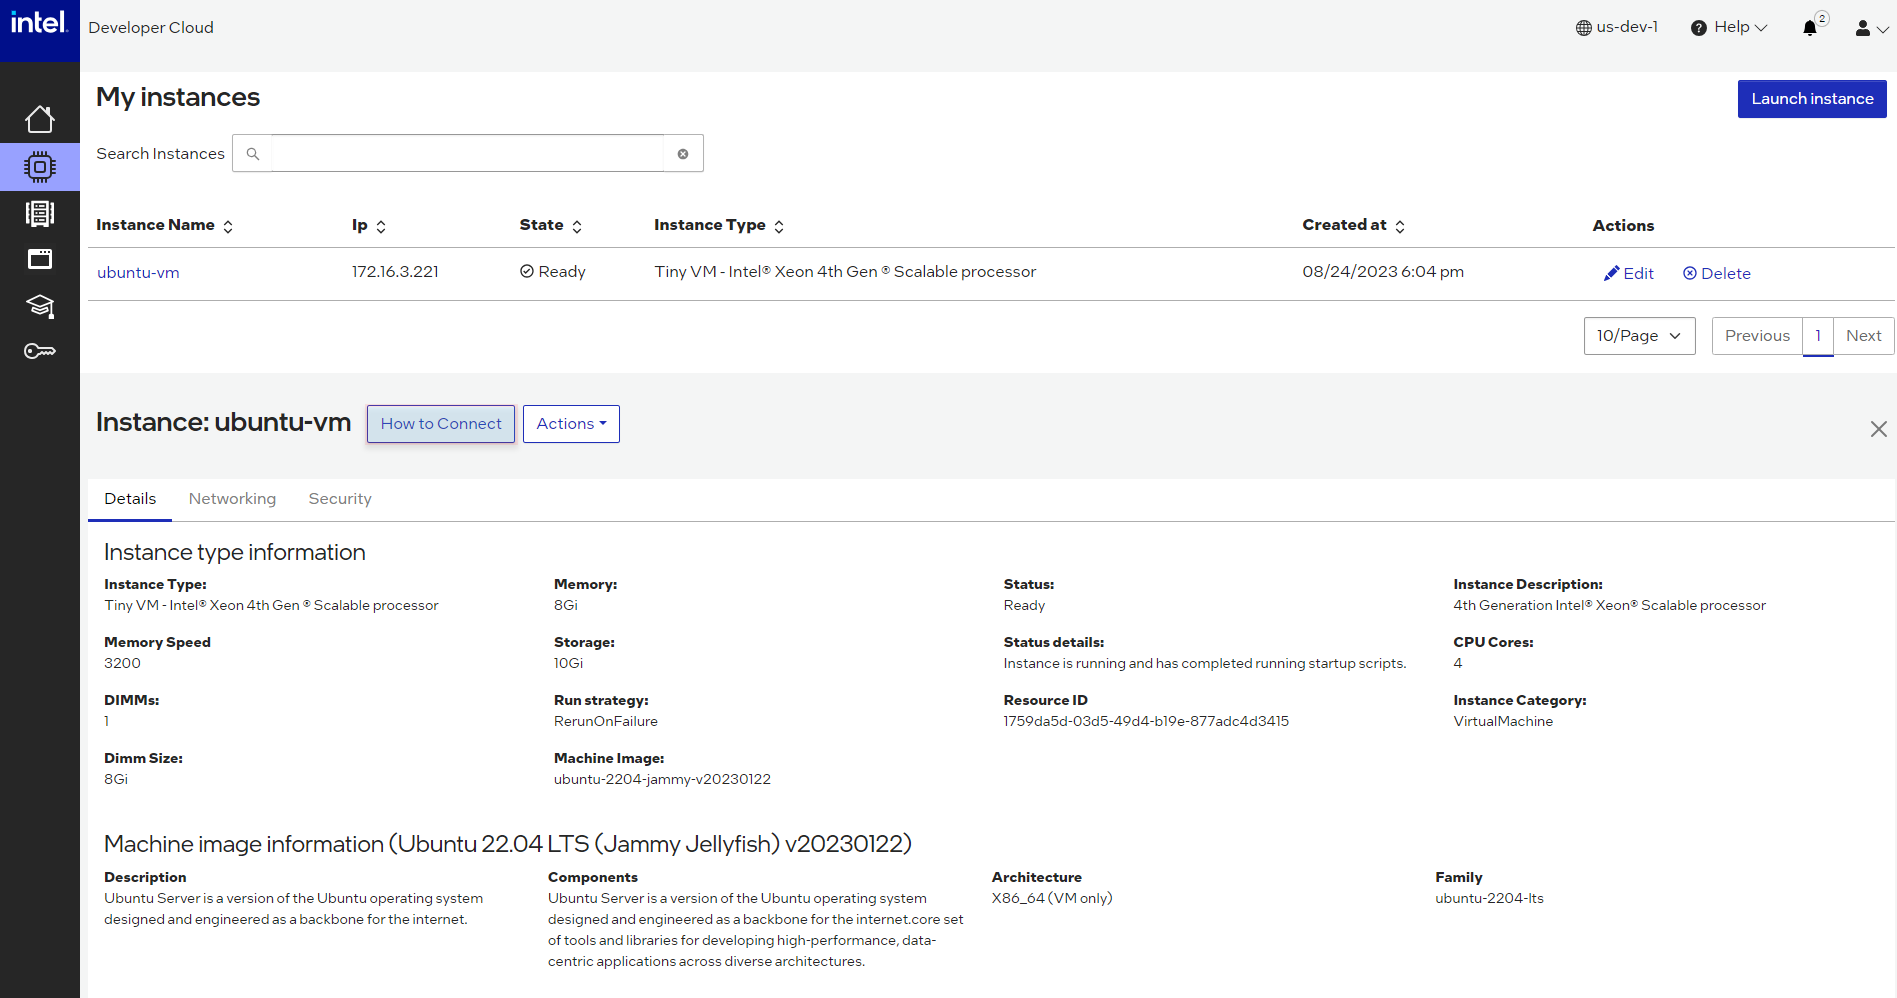 intel.
Developer Cloud
us-dev-1
Help
2
My instances
Launch instance
Search Instances
Instance Name Ip State Instance Type Created at Actions
ubuntu-vm 172.16.3.221 Ready Tiny VM - Intel® Xeon 4th Gen ® Scalable processor 08/24/2023 6:04 pm Edit Delete
10/Page Previous 1 Next
Instance: ubuntu-vm How to Connect Actions
Details Networking Security
Instance type information
Instance Type: Memory: Status: Instance Description:
Tiny VM - Intel® Xeon 4th Gen ® Scalable processor 8Gi Ready 4th Generation Intel® Xeon® Scalable processor
Memory Speed Storage: Status details: CPU Cores:
3200 10Gi Instance is running and has completed running startup scripts. 4
DIMMs: Run strategy: Resource ID Instance Category:
1 RerunOnFailure 1759da5d-03d5-49d4-b19e-877adc4d3415 VirtualMachine
Dimm Size: Machine Image:
8Gi ubuntu-2204-jammy-v20230122
Machine image information (Ubuntu 22.04 LTS (Jammy Jellyfish) v20230122)
Description
Ubuntu Server is a version of the Ubuntu operating system
designed and engineered as a backbone for the internet.
Components
Ubuntu Server is a version of the Ubuntu operating system
designed and engineered as a backbone for the internet.core set
of tools and libraries for developing high-performance, data-
centric applications across diverse architectures.
Architecture
X86_64 (VM only)
Family
ubuntu-2204-lts